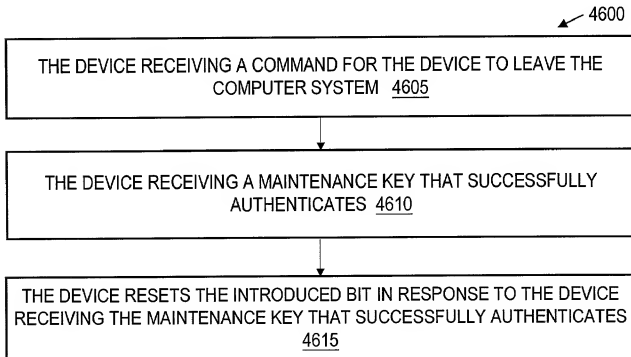 4600
THE DEVICE RECEIVING A COMMAND FOR THE DEVICE TO LEAVE THE
COMPUTER SYSTEM 4605
THE DEVICE RECEIVING A MAINTENANCE KEY THAT SUCCESSFULLY
AUTHENTICATES 4610
THE DEVICE RESETS THE INTRODUCED BIT IN RESPONSE TO THE DEVICE
RECEIVING THE MAINTENANCE KEY THAT SUCCESSFULLY AUTHENTICATES
4615